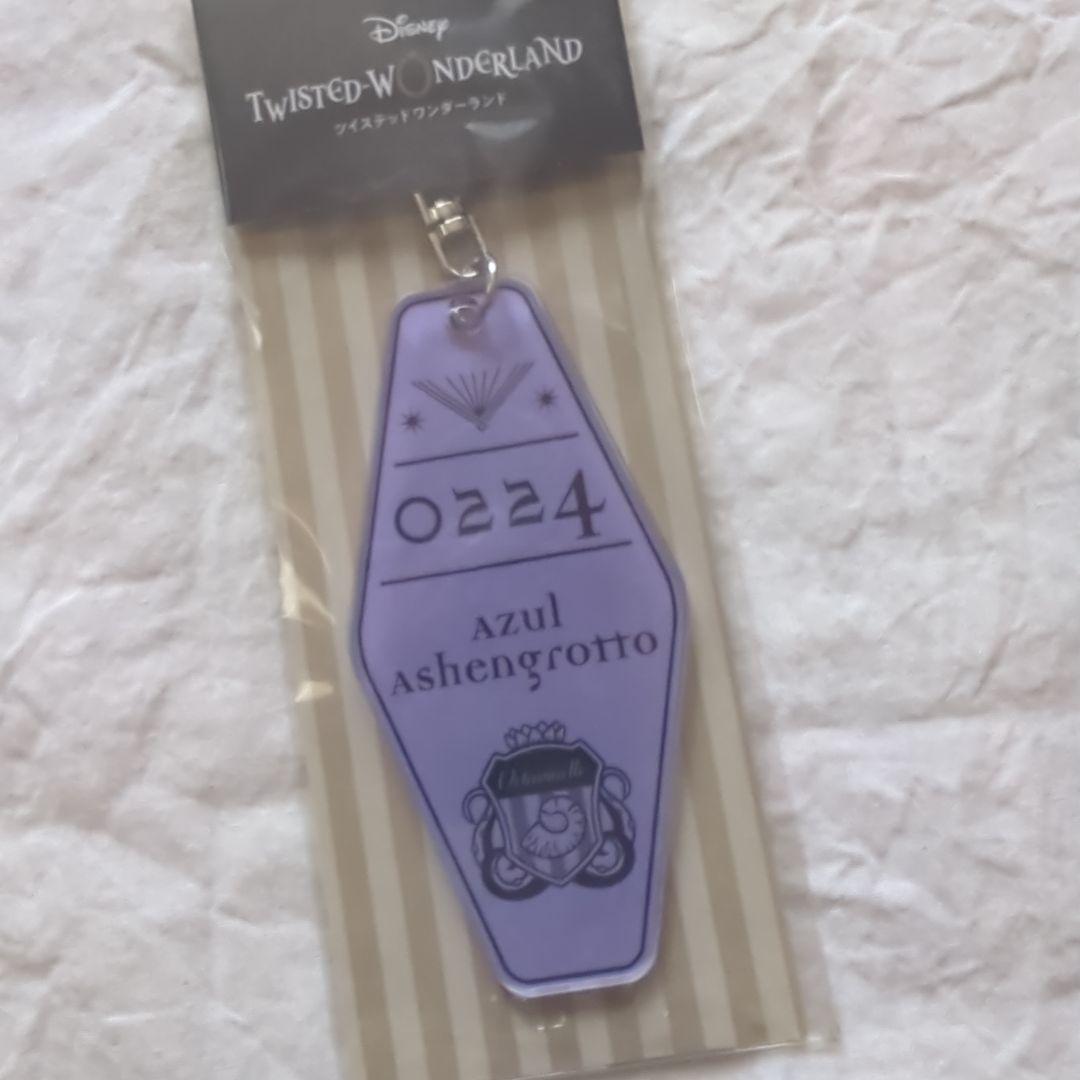 Disney
TWISTED-WONDERLAND
ツイステッドワンダーランド
0224
Azul
Ashengrotto
Octavinelle